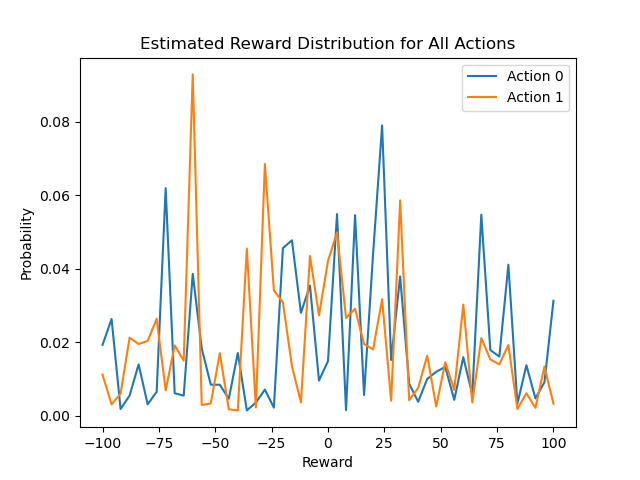 Estimated Reward Distribution for All Actions
Action 0
Action 1
Probability
0.08
0.06
0.04
0.02
0.00
−100
−75
−50
−25
0
25
50
75
100
Reward